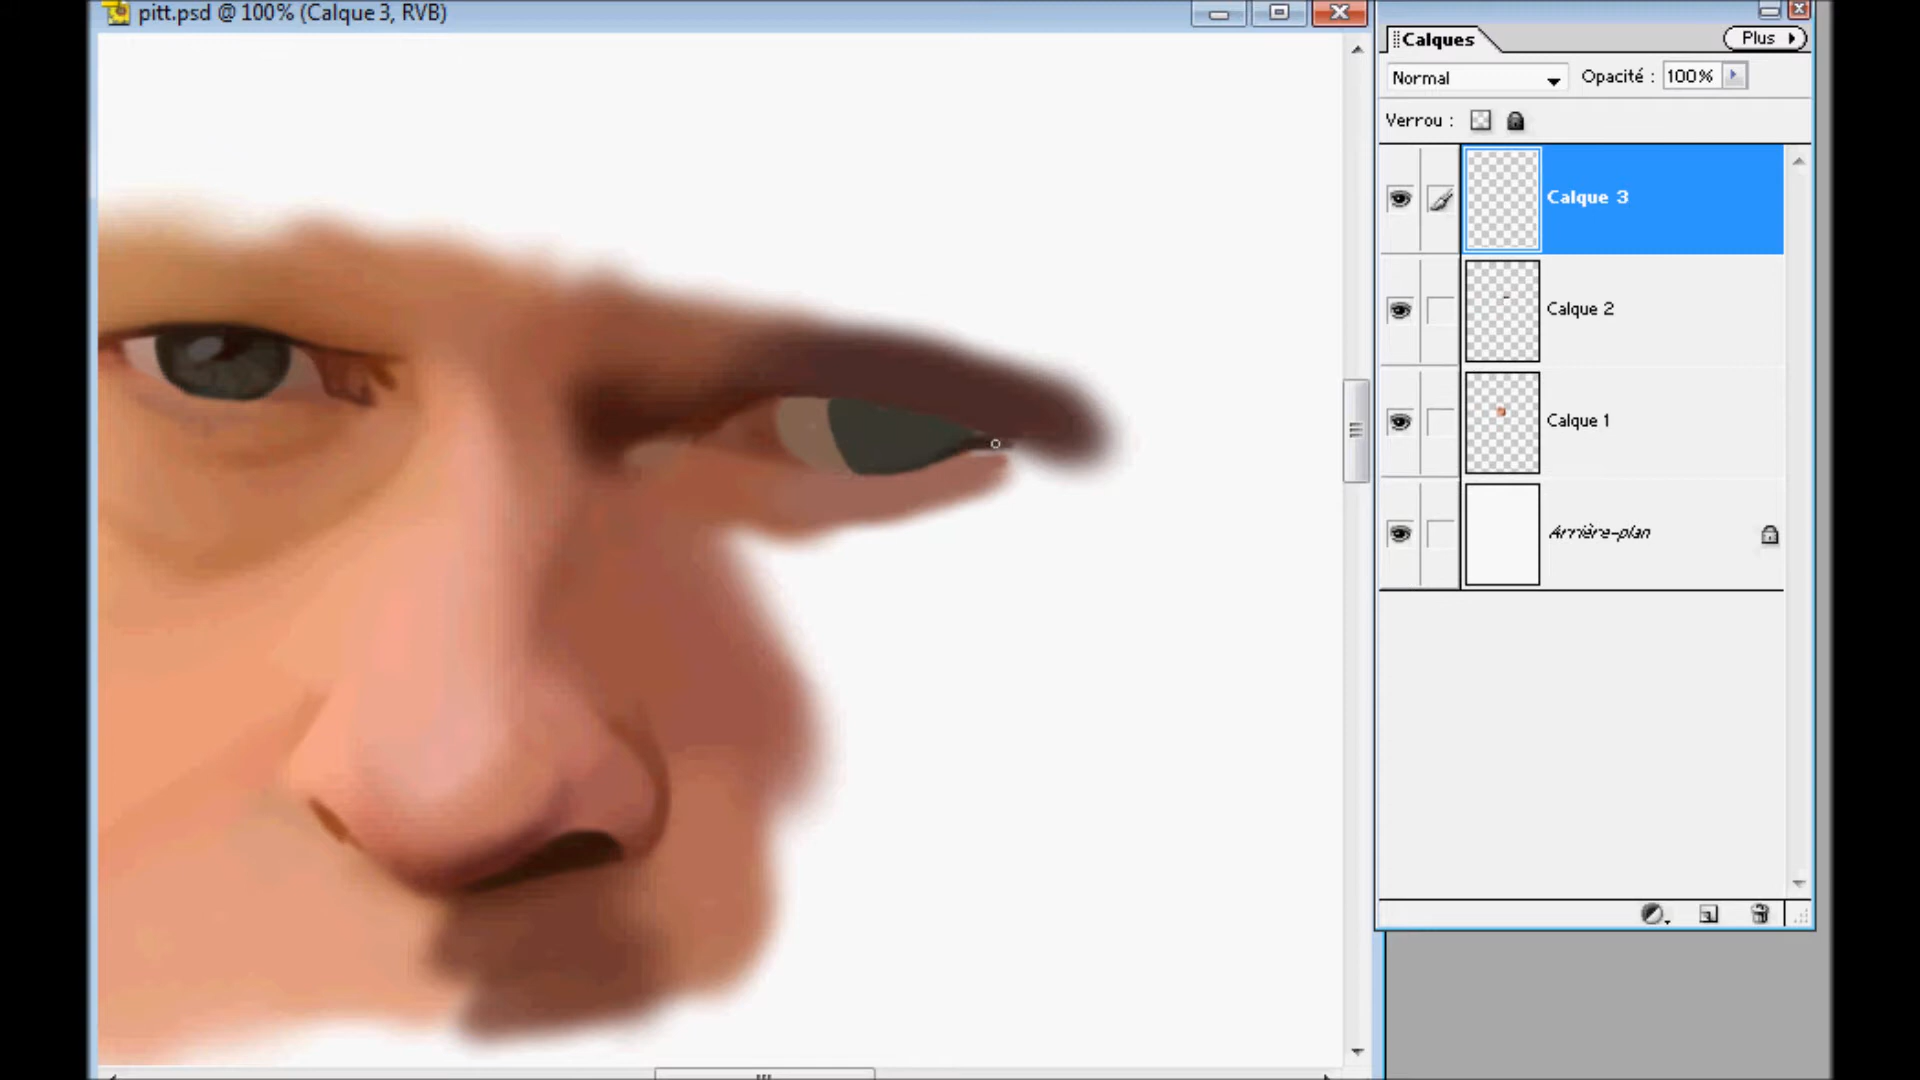 pitt.psd @ 100% (Calque 3, RVB)
Calques
Plus
Normal
Opacité : 100%
Verrou :
Calque 3
Calque 2
Calque 1
Arrière-plan